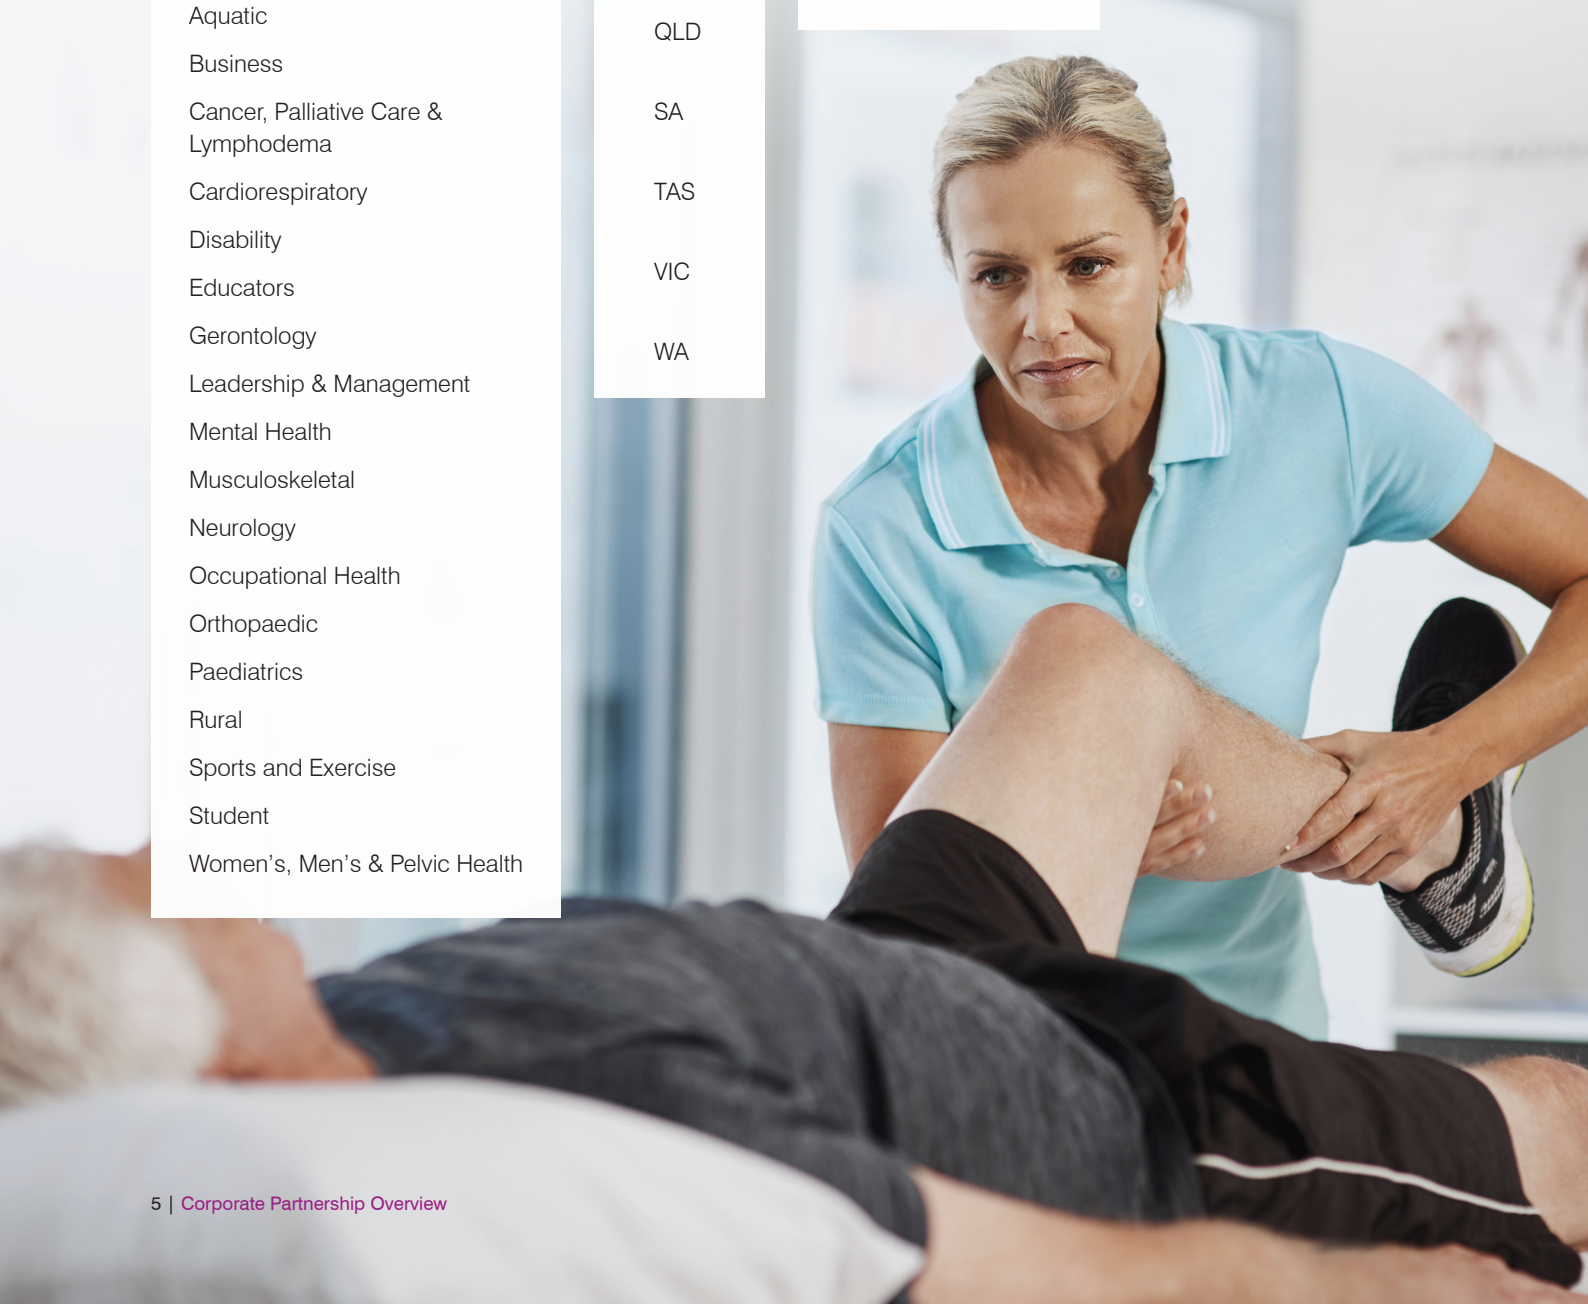 Aquatic
Business
Cancer, Palliative Care &
Lymphodema
Cardiorespiratory
Disability
Educators
Gerontology
Leadership & Management
Mental Health
Musculoskeletal
Neurology
Occupational Health
Orthopaedic
Paediatrics
Rural
Sports and Exercise
Student
Women’s, Men’s & Pelvic Health
QLD
SA
TAS
VIC
WA
5 | Corporate Partnership Overview